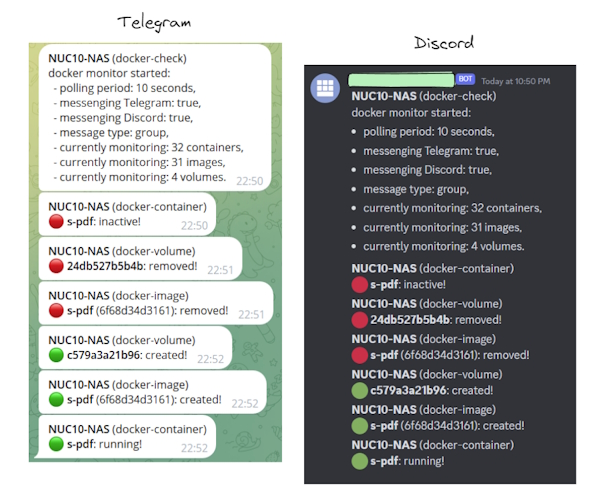 Telegram
NUC10-NAS (docker-check)
docker monitor started:
- polling period: 10 seconds,
- messenging Telegram: true,
- messenging Discord: true,
- message type: group,
- currently monitoring: 32 containers,
- currently monitoring: 31 images,
- currently monitoring: 4 volumes.
22:50
NUC10-NAS (docker-container)
s-pdf: inactive!
22:50
NUC10-NAS (docker-volume)
24db527b5b4b: removed!
22:51
NUC10-NAS (docker-image)
s-pdf (6f68d34d3161): removed!
22:51
NUC10-NAS (docker-volume)
c579a3a21b96: created!
22:52
NUC10-NAS (docker-image)
s-pdf (6f68d34d3161): created!
22:52
NUC10-NAS (docker-container)
s-pdf: running!
22:52
Discord
BOT Today at 10:50 PM
NUC10-NAS (docker-check)
docker monitor started:
• polling period: 10 seconds,
• messenging Telegram: true,
• messenging Discord: true,
• message type: group,
• currently monitoring: 32 containers,
• currently monitoring: 31 images,
• currently monitoring: 4 volumes.
NUC10-NAS (docker-container)
s-pdf: inactive!
NUC10-NAS (docker-volume)
24db527b5b4b: removed!
NUC10-NAS (docker-image)
s-pdf (6f68d34d3161): removed!
NUC10-NAS (docker-volume)
c579a3a21b96: created!
NUC10-NAS (docker-image)
s-pdf (6f68d34d3161): created!
NUC10-NAS (docker-container)
s-pdf: running!